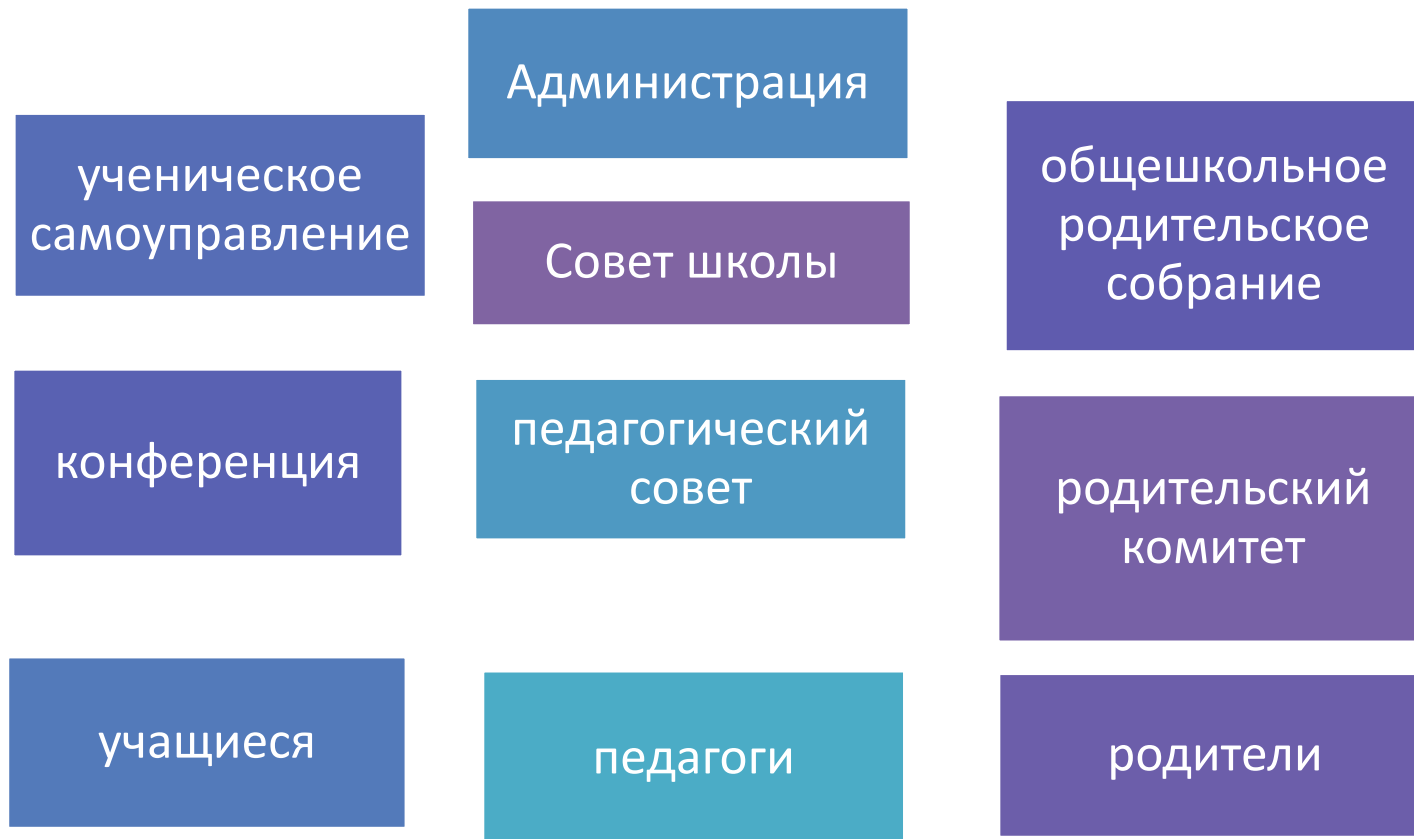 Администрация
ученическое
самоуправление
Совет школы
общешкольное
родительское
собрание
конференция
педагогический
совет
родительский
комитет
учащиеся
педагоги
родители